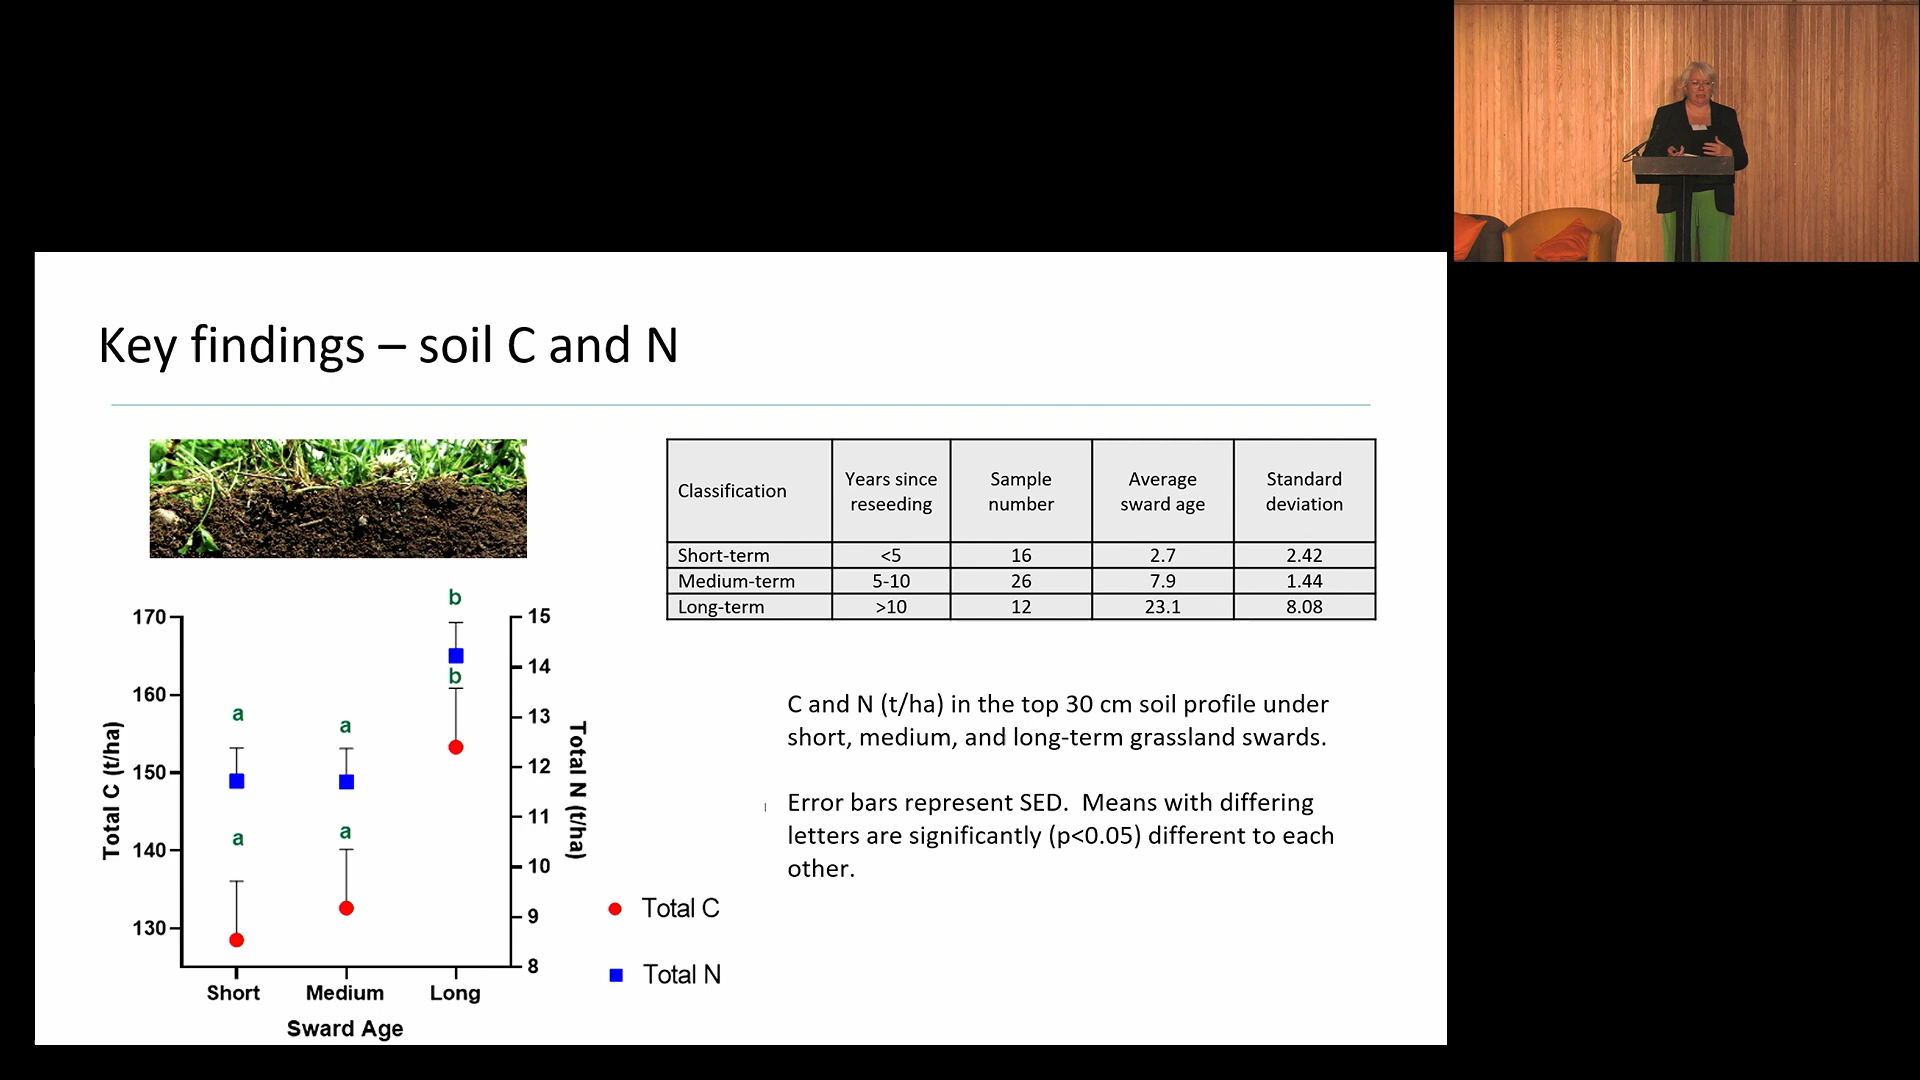 Key findings – soil C and N
Classification
Years since
reseeding
Sample
number
Average
sward age
Standard
deviation
Short-term <5 16 2.7 2.42
Medium-term 5-10 26 7.9 1.44
Long-term >10 12 23.1 8.08
170
160
150
140
130
Total C (t/ha)
a a b
a a b
15
14
13
12
11
10
9
8
Total N (t/ha)
Short Medium Long
Sward Age
Total C
Total N
C and N (t/ha) in the top 30 cm soil profile under
short, medium, and long-term grassland swards.
Error bars represent SED. Means with differing
letters are significantly (p<0.05) different to each
other.